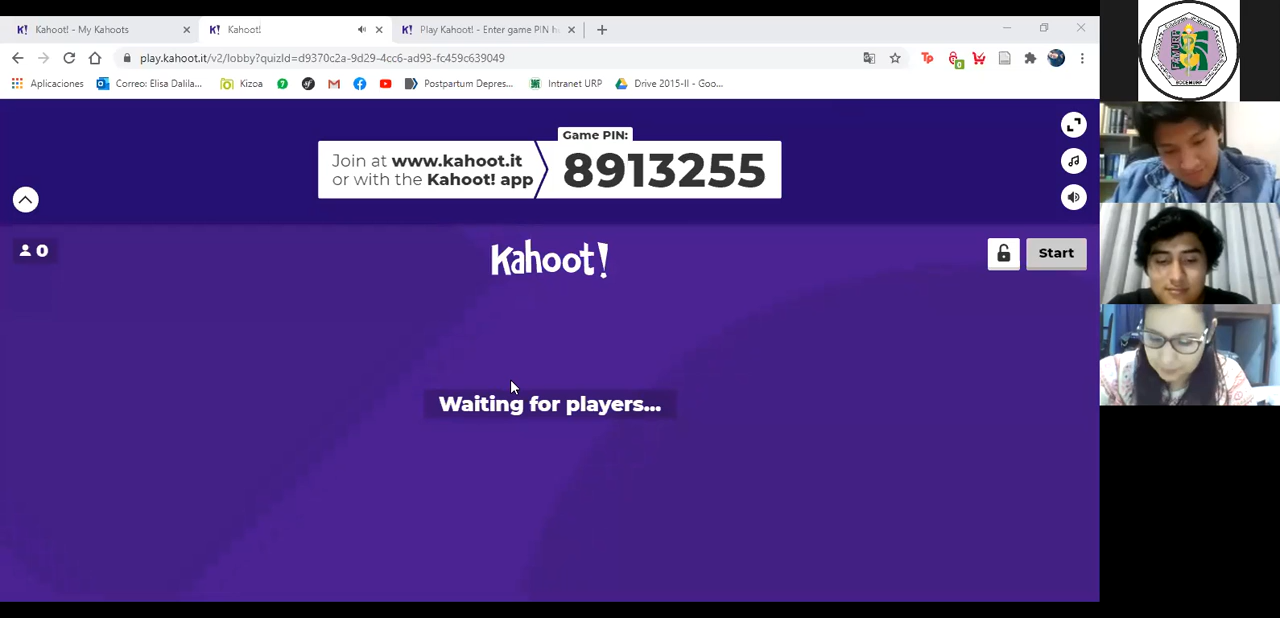 Kahoot! - My Kahoots
Kahoot!
Play Kahoot! - Enter game PIN h
play.kahoot.it/v2/lobby?quizId=d9370c2a-9d29-4cc6-ad93-fc459c633049
Aplicaciones
Correo: Elisa Dalila...
Kizoa
Postpartum Emerg...
Intranet URP
Drive 2015-II - Goo...
Game PIN:
Join at www.kahoot.it
or with the Kahoot! app
8913255
0
Kahoot!
Start
Waiting for players...